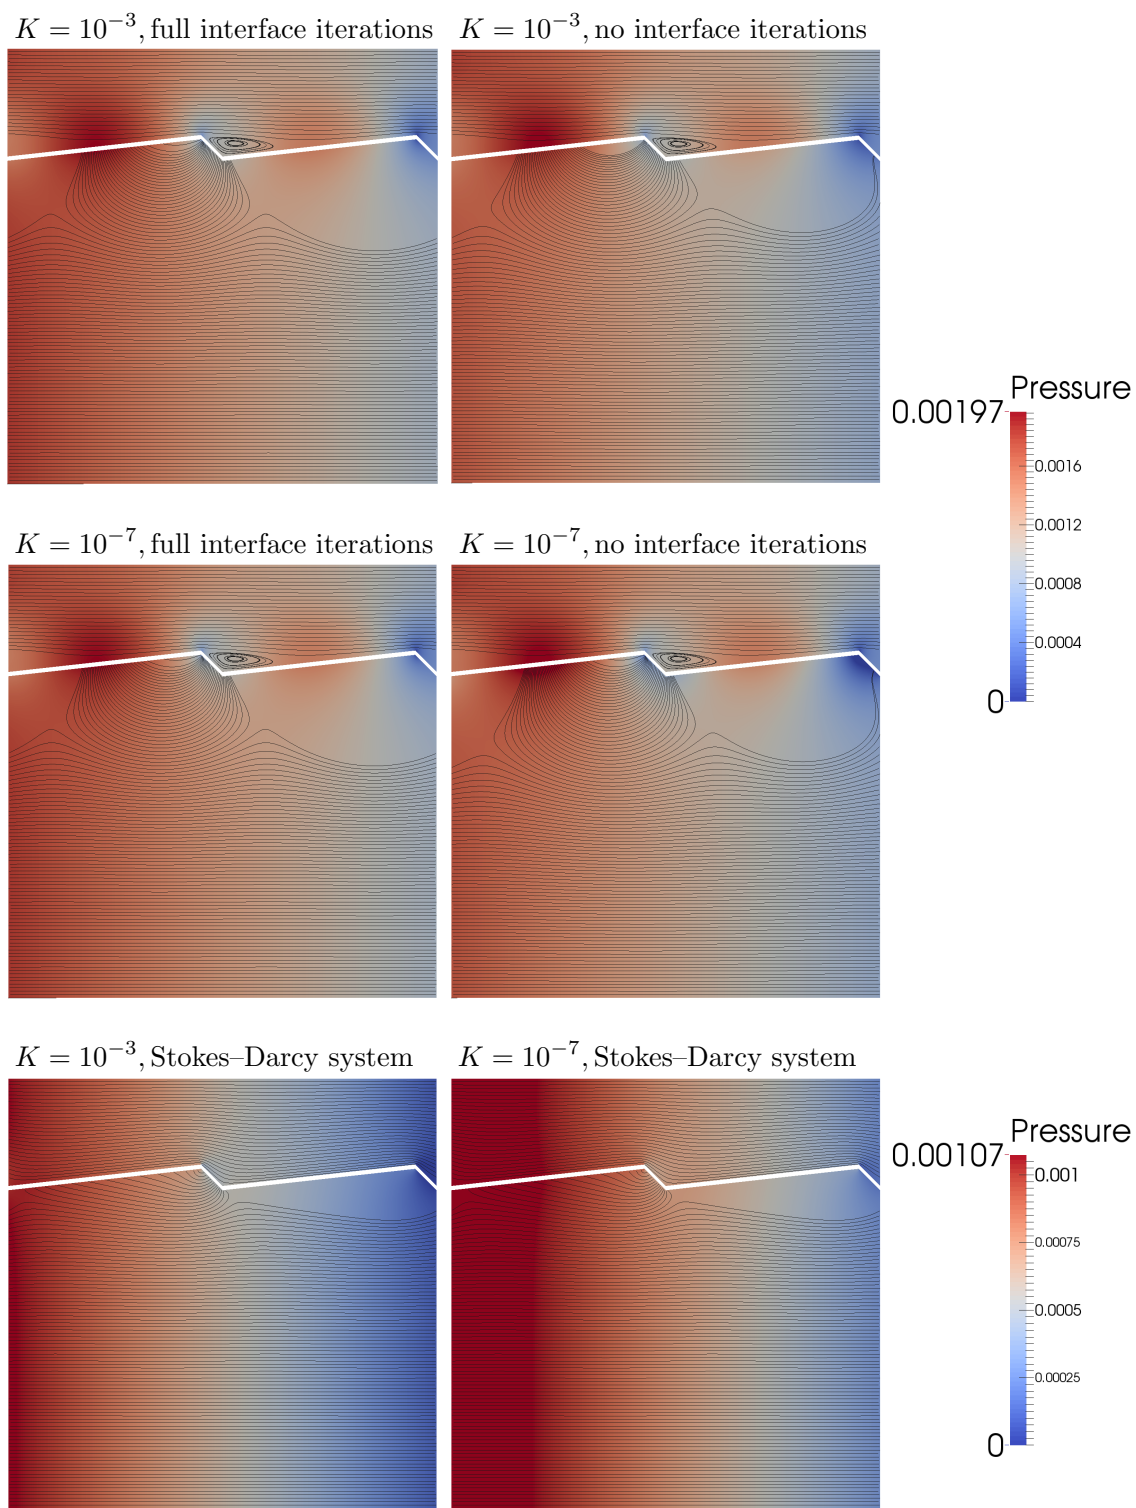 K = 10⁻³, full interface iterations
K = 10⁻³, no interface iterations
Pressure
0.00197
0.0016
0.0012
0.0008
0.0004
0
K = 10⁻⁷, full interface iterations
K = 10⁻⁷, no interface iterations
K = 10⁻³, Stokes–Darcy system
K = 10⁻⁷, Stokes–Darcy system
Pressure
0.00107
0.001
0.00075
0.0005
0.00025
0